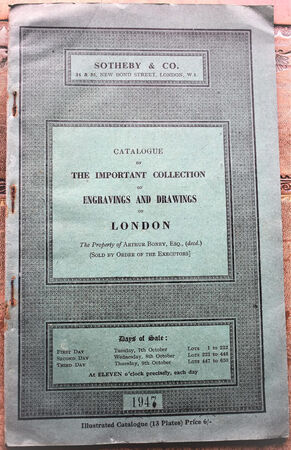 SOTHEBY & CO.
34 & 35, NEW BOND STREET, LONDON, W.1.
CATALOGUE
OF
THE IMPORTANT COLLECTION
OF
ENGRAVINGS AND DRAWINGS
OF
LONDON
The Property of ARTHUR BONEY, ESQ., (decd.)
[SOLD BY ORDER OF THE EXECUTORS]
Days of Sale:
FIRST DAY Tuesday, 7th October LOTS 1 to 222
SECOND DAY Wednesday, 8th October LOTS 223 to 446
THIRD DAY Thursday, 9th October LOTS 447 to 650
At ELEVEN o'clock precisely, each day
1947
Illustrated Catalogue (13 Plates) Price 6/-